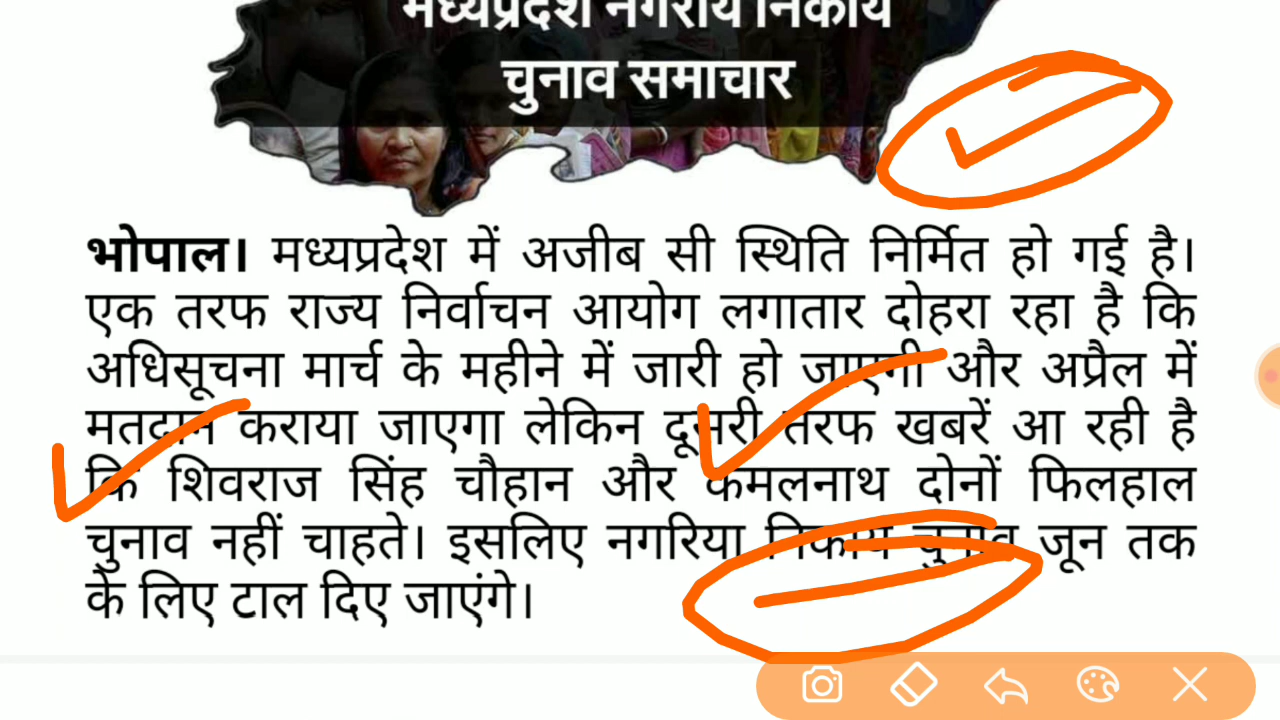 मध्यप्रदेश नगरीय निकाय
चुनाव समाचार
भोपाल। मध्यप्रदेश में अजीब सी स्थिति निर्मित हो गई है।
एक तरफ राज्य निर्वाचन आयोग लगातार दोहरा रहा है कि
अधिसूचना मार्च के महीने में जारी हो जाएगी और अप्रैल में
मतदान कराया जाएगा लेकिन दूसरी तरफ खबरें आ रही है
कि शिवराज सिंह चौहान और कमलनाथ दोनों फिलहाल
चुनाव नहीं चाहते। इसलिए नगरिया निकाय चुनाव जून तक
के लिए टाल दिए जाएंगे।